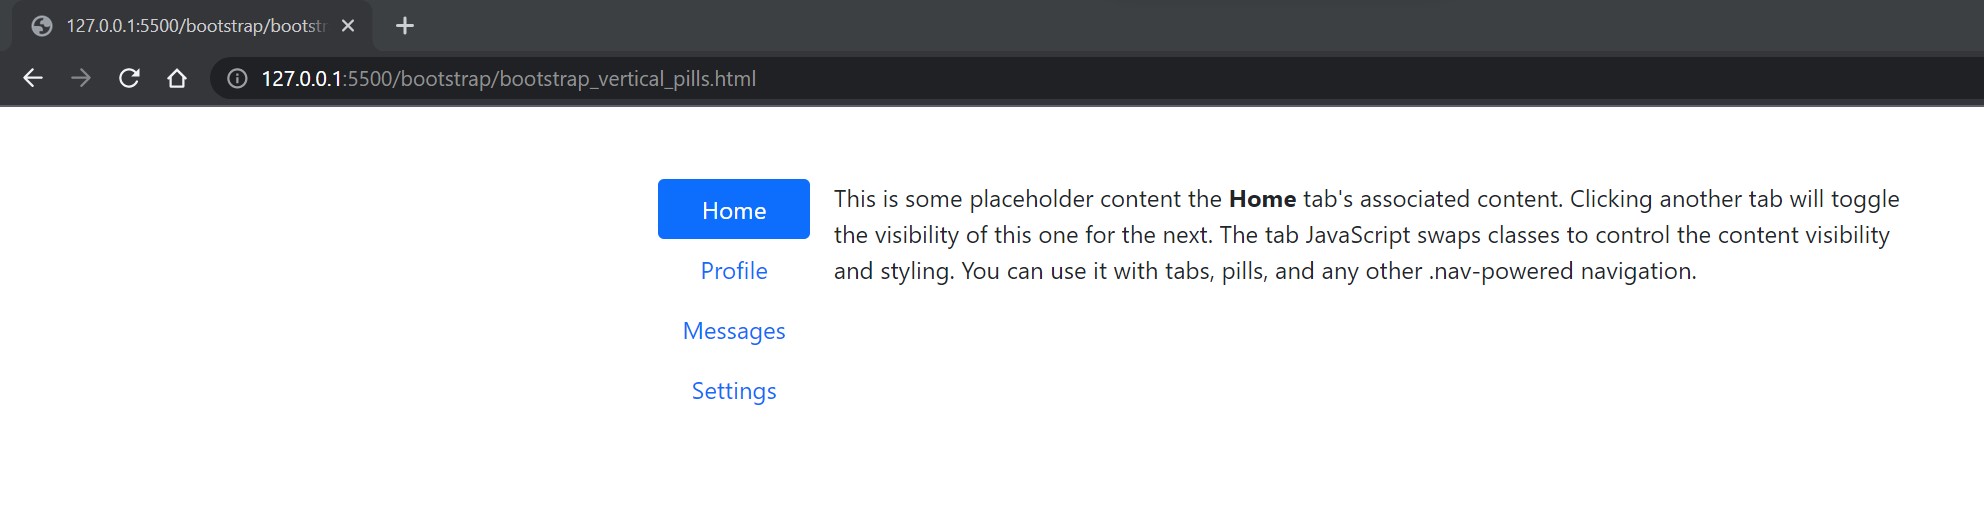 127.0.0.1:5500/bootstrap/bootst
127.0.0.1:5500/bootstrap/bootstrap_vertical_pills.html
Home
Profile
Messages
Settings
This is some placeholder content the Home tab's associated content. Clicking another tab will toggle
the visibility of this one for the next. The tab JavaScript swaps classes to control the content visibility
and styling. You can use it with tabs, pills, and any other .nav-powered navigation.